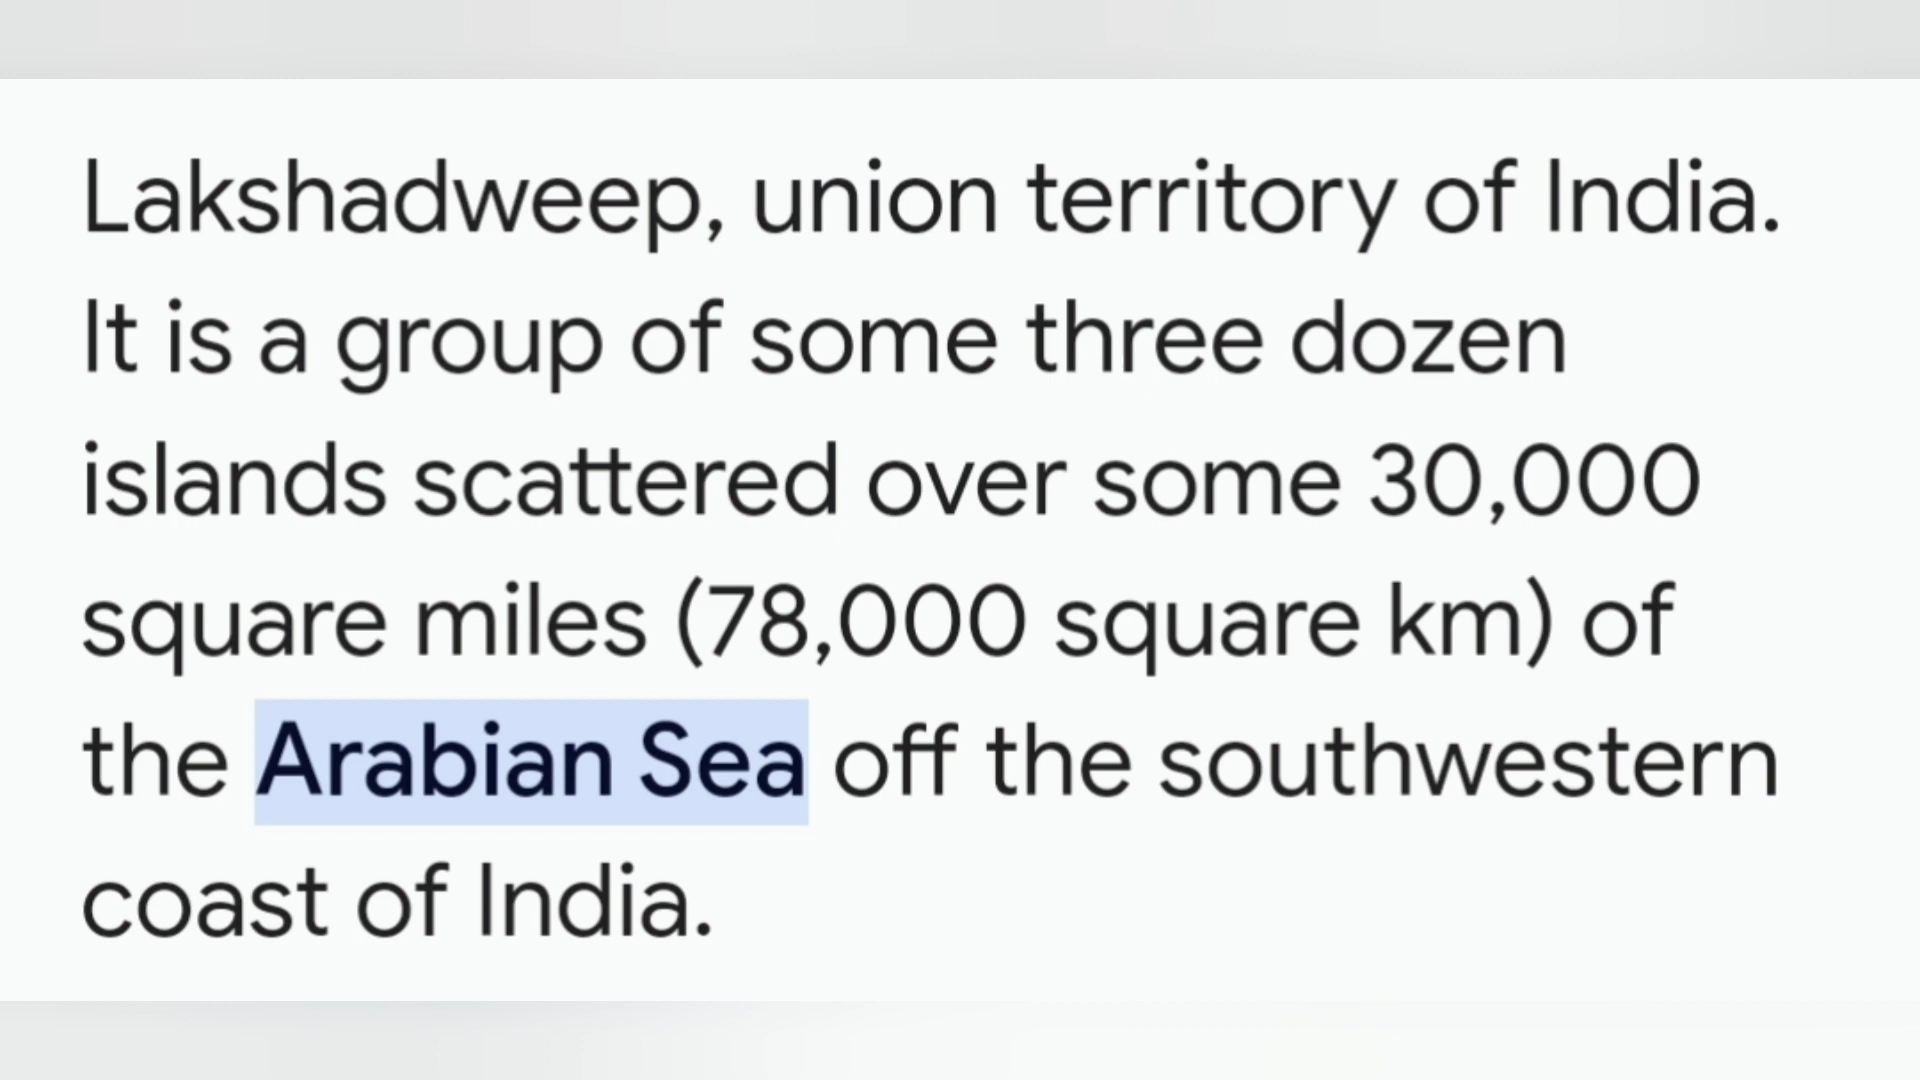 Lakshadweep, union territory of India.
It is a group of some three dozen
islands scattered over some 30,000
square miles (78,000 square km) of
the Arabian Sea off the southwestern
coast of India.